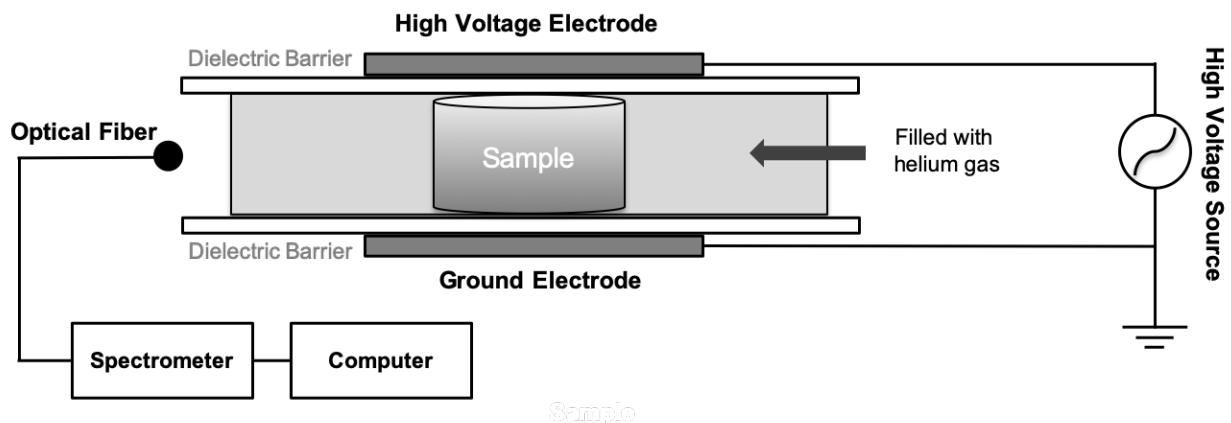 High Voltage Electrode
Dielectric Barrier
Optical Fiber
Sample
Filled with
helium gas
High Voltage Source
Dielectric Barrier
Ground Electrode
Spectrometer
Computer
Sample